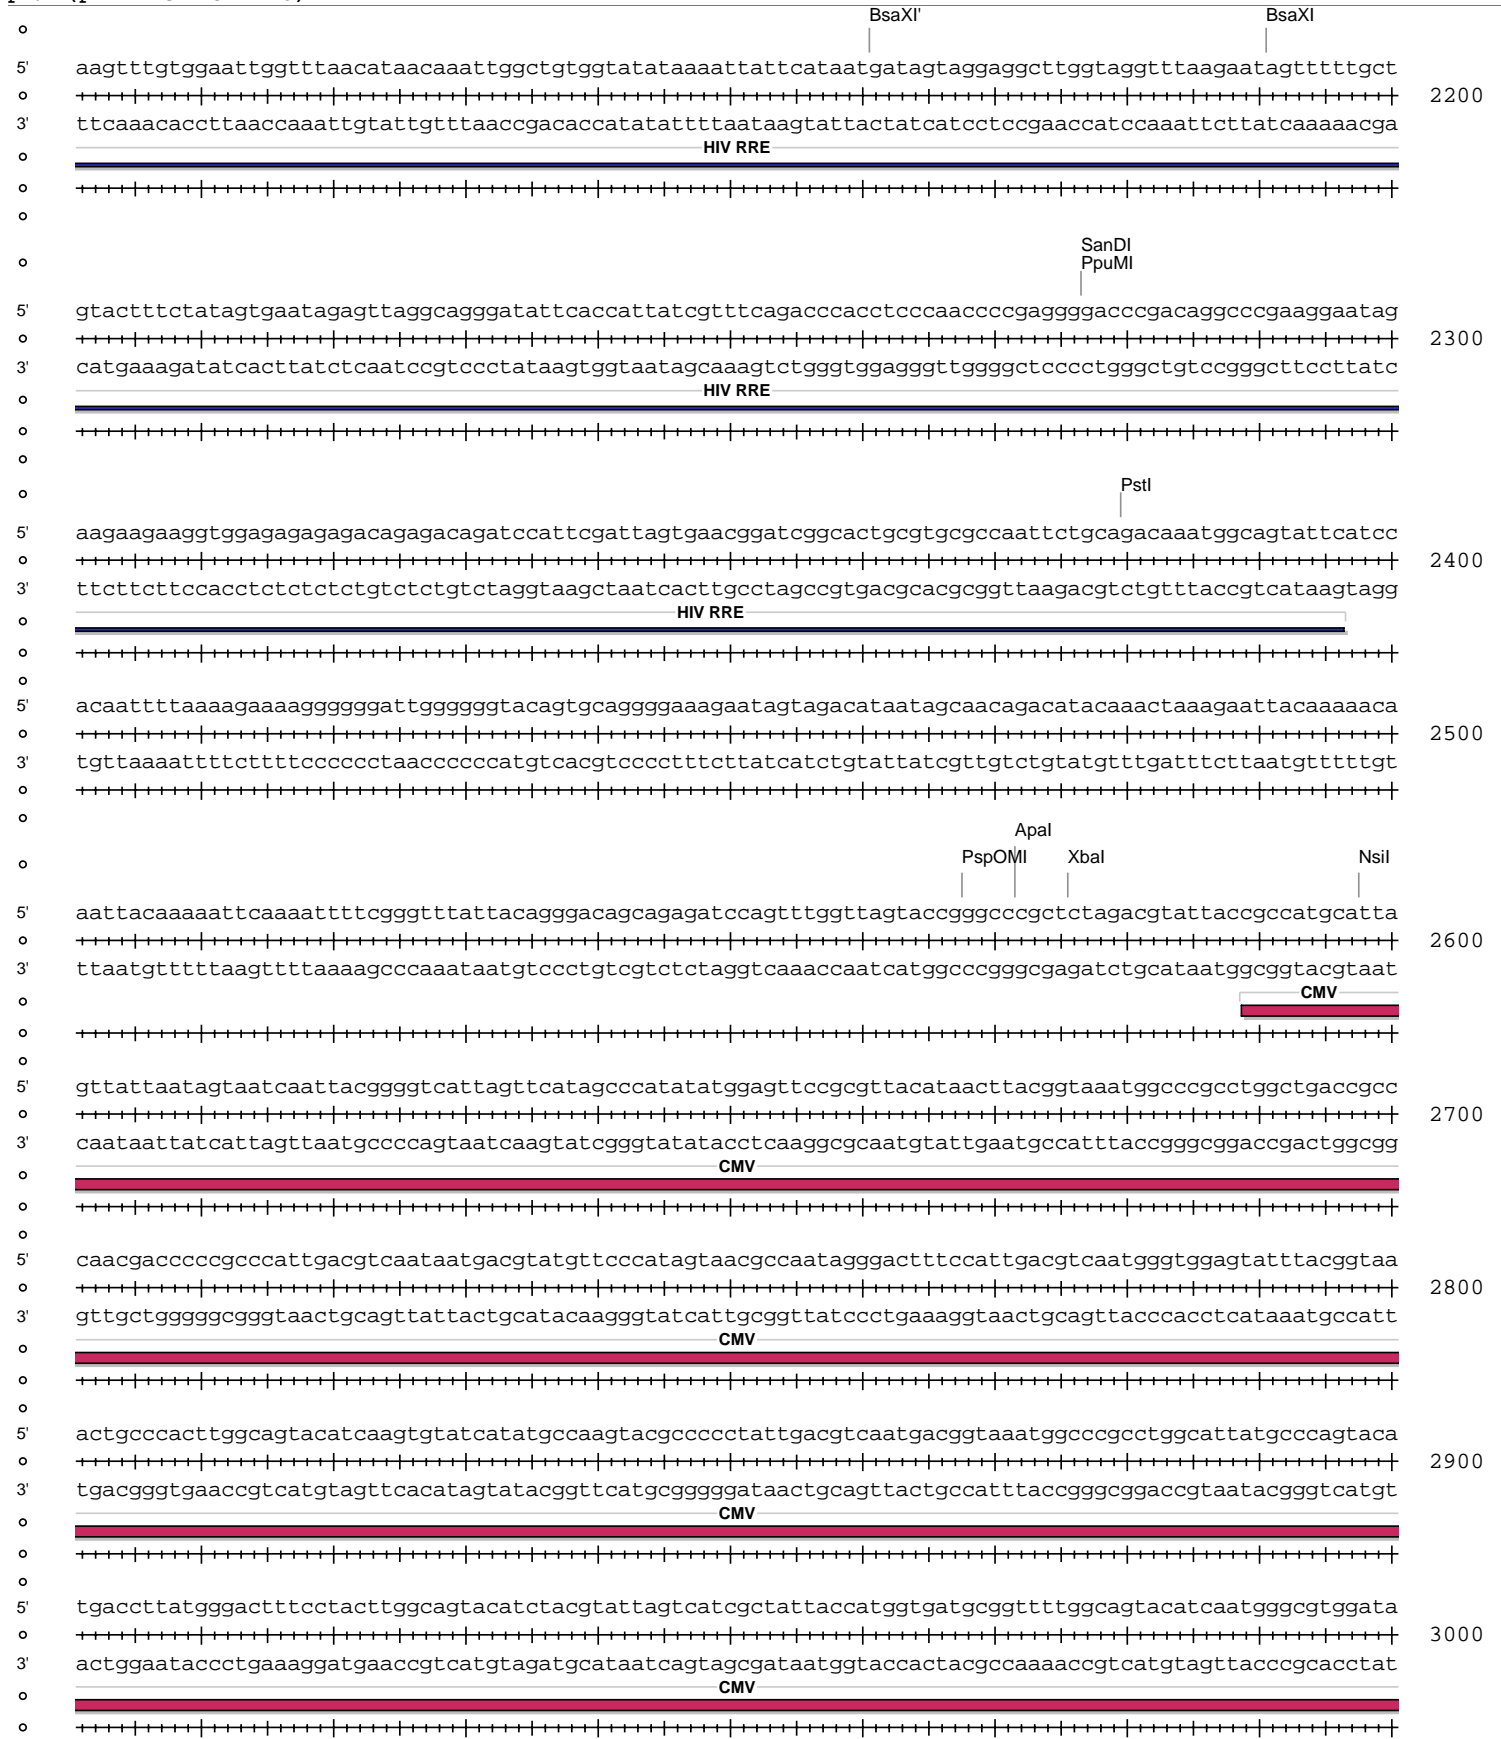 BsaXI' BsaXI
5' aagtttgtggaattggtttaacataacaaattggctgtggtatataaaattattcataatgatagtaggaggcttggtaggtttaagaatagtttttgct
2200
3' ttcaaacaccttaaccaaattgtattgtttaaccgacaccatatattttaataagtattactatcatcctccgaaccatccaaattcttatcaaaaacga
HIV RRE
SanDI
PpuMI
5' gtactttctatagtgaatagagttaggcagggatattcaccattatcgtttcagacccacctcccaaccccgaggggacccgacaggcccgaaggaatag
2300
3' catgaaagatatcacttatctcaatccgtccctataagtggtaatagcaaagtctgggtggagggttggggctcccctgggctgtccgggcttccttatc
HIV RRE
PstI
5' aagaagaaggtggagagagagacagagacagatccattcgattagtgaacggatcggcactgcgtgcgccaattctgcagacaaatggcagtattcatcc
2400
3' ttcttcttccacctctctctctgtctctgtctaggtaagctaatcacttgcctagccgtgacgcacgcggttaagacgtctgtttaccgtcataagtagg
HIV RRE
5' acaattttaaaagaaaaggggggattggggggtacagtgcaggggaaagaatagtagacataatagcaacagacatacaaactaaagaattacaaaaaca
2500
3' tgttaaaattttcttttcccccctaaccccccatgtcacgtcccctttcttatcatctgtattatcgttgtctgtatgtttgatttcttaatgtttttgt
ApaI
PspOMI XbaI NsiI
5' aattacaaaaattcaaaattttcgggtttattacagggacagcagagatccagtttggttagtaccgggcccgctctagacgtattaccgccatgcatta
2600
3' ttaatgtttttaagttttaaaagcccaaataatgtccctgtcgtctctaggtcaaaccaatcatggcccgggcgagatctgcataatggcggtacgtaat
CMV
5' gttattaatagtaatcaattacggggtcattagttcatagcccatatatggagttccgcgttacataacttacggtaaatggcccgcctggctgaccgcc
2700
3' caataattatcattagttaatgccccagtaatcaagtatcgggtatatacctcaaggcgcaatgtattgaatgccatttaccgggcggaccgactggcgg
CMV
5' caacgacccccgcccattgacgtcaataatgacgtatgttcccatagtaacgccaatagggactttccattgacgtcaatgggtggagtatttacggtaa
2800
3' gttgctgggggcgggtaactgcagttattactgcatacaagggtatcattgcggttatccctgaaaggtaactgcagttacccacctcataaatgccatt
CMV
5' actgcccacttggcagtacatcaagtgtatcatatgccaagtacgccccctattgacgtcaatgacggtaaatggcccgcctggcattatgcccagtaca
2900
3' tgacgggtgaaccgtcatgtagttcacatagtatacggttcatgcgggggataactgcagttactgccatttaccgggcggaccgtaatacgggtcatgt
CMV
5' tgaccttatgggactttcctacttggcagtacatctacgtattagtcatcgctattaccatggtgatgcggttttggcagtacatcaatgggcgtggata
3000
3' actggaataccctgaaaggatgaaccgtcatgtagatgcataatcagtagcgataatggtaccactacgccaaaaccgtcatgtagttacccgcacctat
CMV